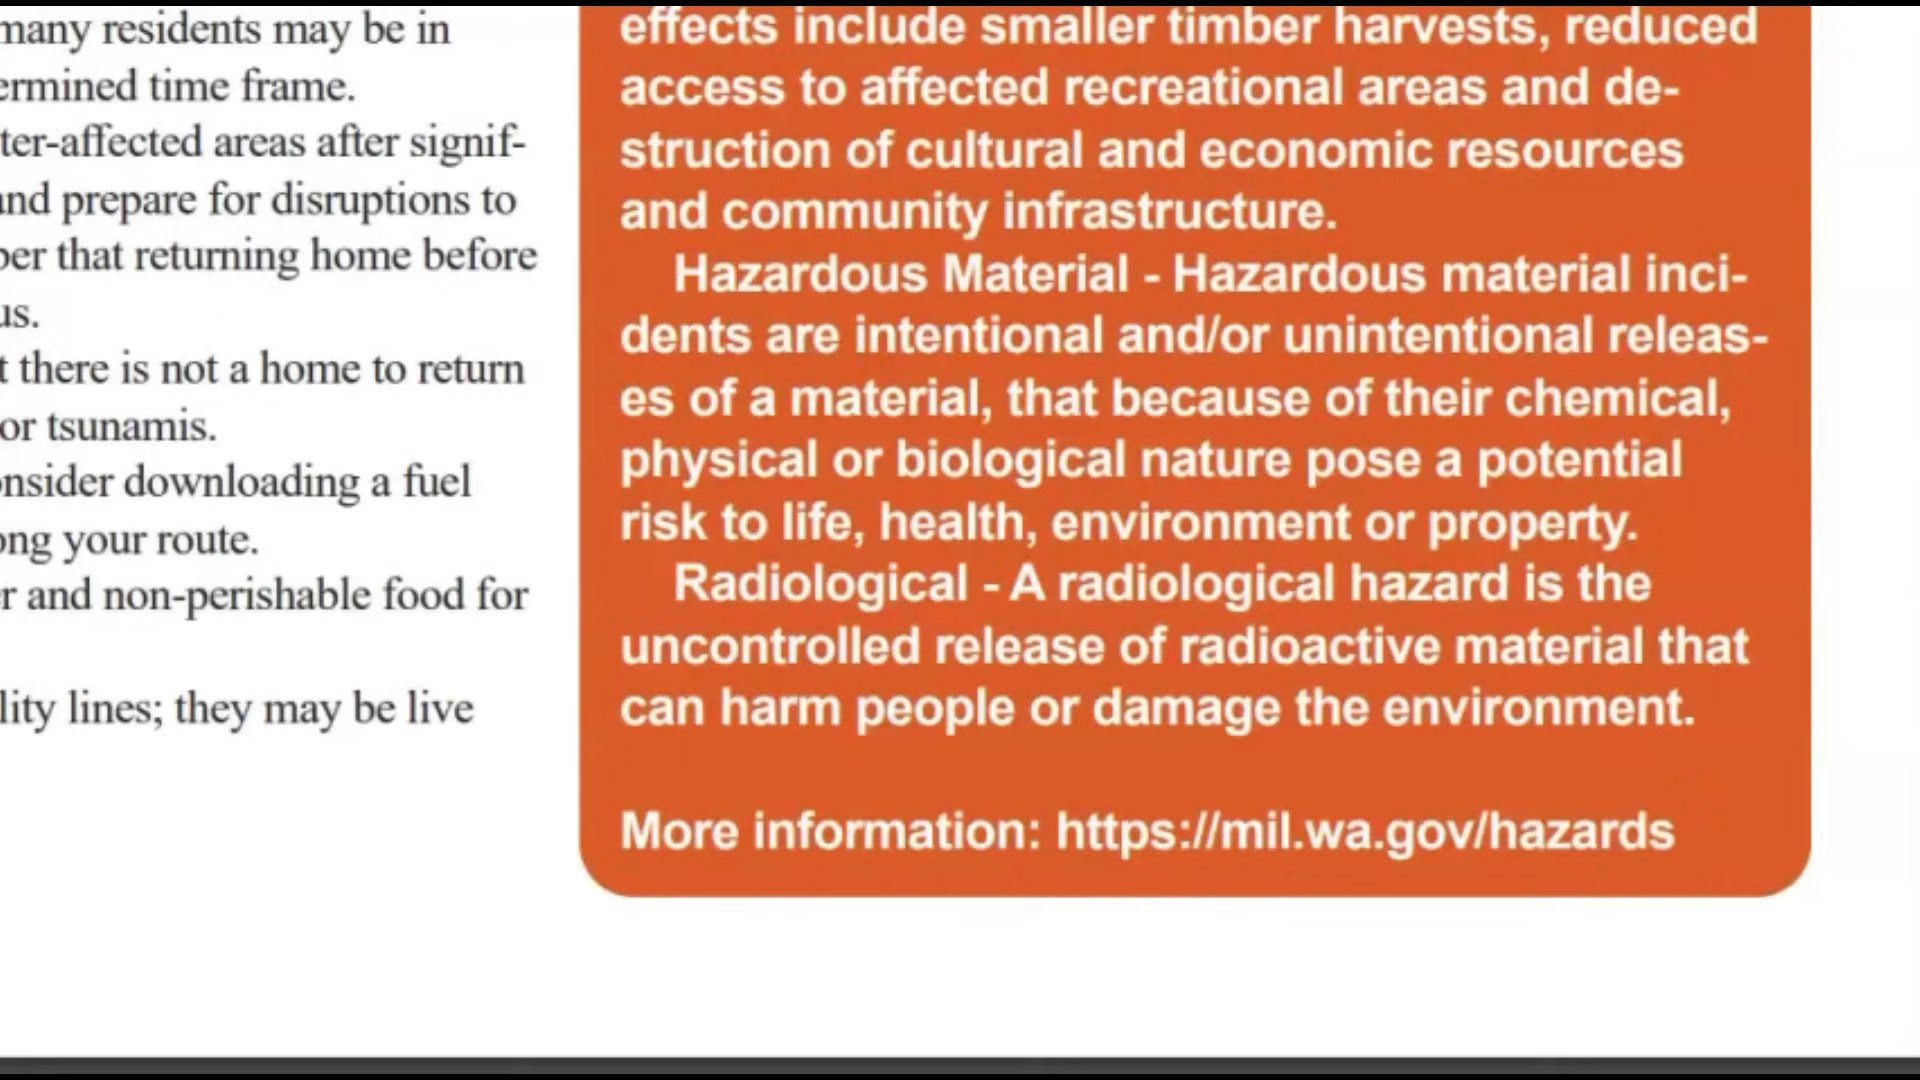 many residents may be in
ermined time frame.
ter-affected areas after signif-
and prepare for disruptions to
ber that returning home before
us.
t there is not a home to return
or tsunamis.
onsider downloading a fuel
ong your route.
r and non-perishable food for
lity lines; they may be live
effects include smaller timber harvests, reduced
access to affected recreational areas and de-
struction of cultural and economic resources
and community infrastructure.
Hazardous Material - Hazardous material inci-
dents are intentional and/or unintentional releas-
es of a material, that because of their chemical,
physical or biological nature pose a potential
risk to life, health, environment or property.
Radiological - A radiological hazard is the
uncontrolled release of radioactive material that
can harm people or damage the environment.
More information: https://mil.wa.gov/hazards